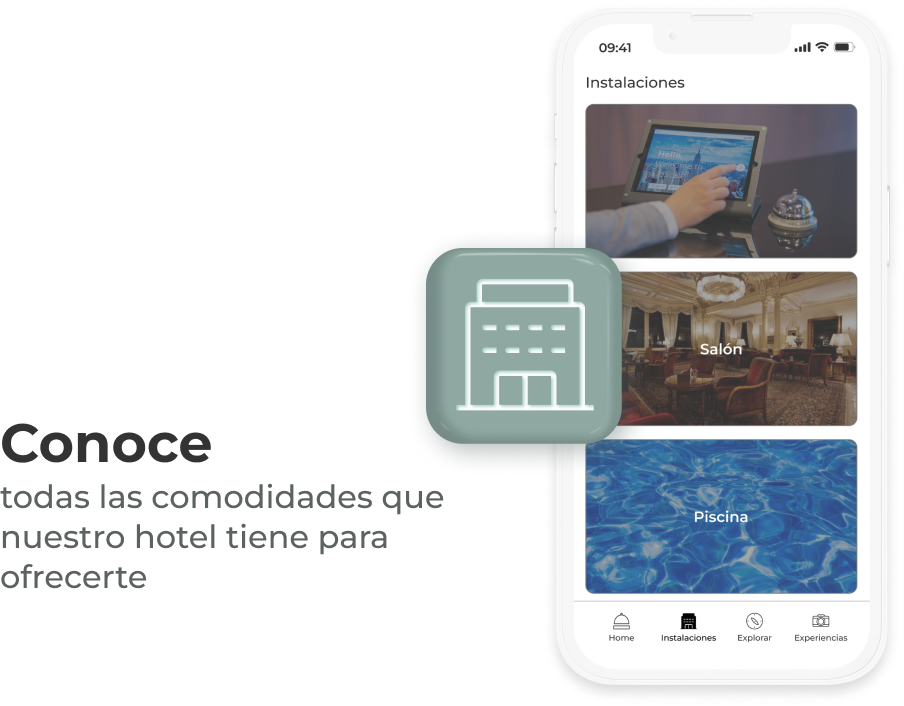 Conoce
todas las comodidades que
nuestro hotel tiene para
ofrecerte
09:41
Instalaciones
Hello,
Salón
Piscina
Home
Instalaciones
Explorar
Experiencias